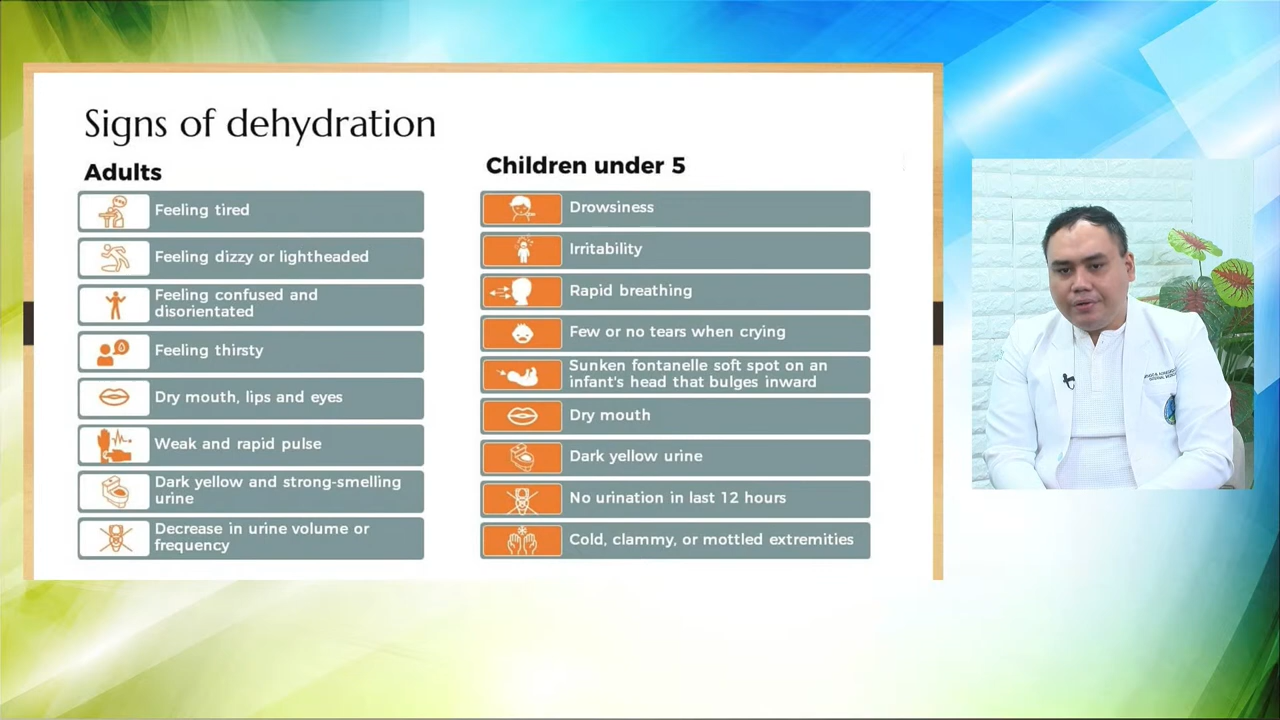 Signs of dehydration
Adults
Feeling tired
Feeling dizzy or lightheaded
Feeling confused and
disorientated
Feeling thirsty
Dry mouth, lips and eyes
Weak and rapid pulse
Dark yellow and strong-smelling
urine
Decrease in urine volume or
frequency
Children under 5
Drowsiness
Irritability
Rapid breathing
Few or no tears when crying
Sunken fontanelle soft spot on an
infant's head that bulges inward
Dry mouth
Dark yellow urine
No urination in last 12 hours
Cold, clammy, or mottled extremities